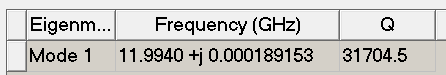 Eigenm... Frequency (GHz) Q
Mode 1 11.9940 +j 0.000189153 31704.5